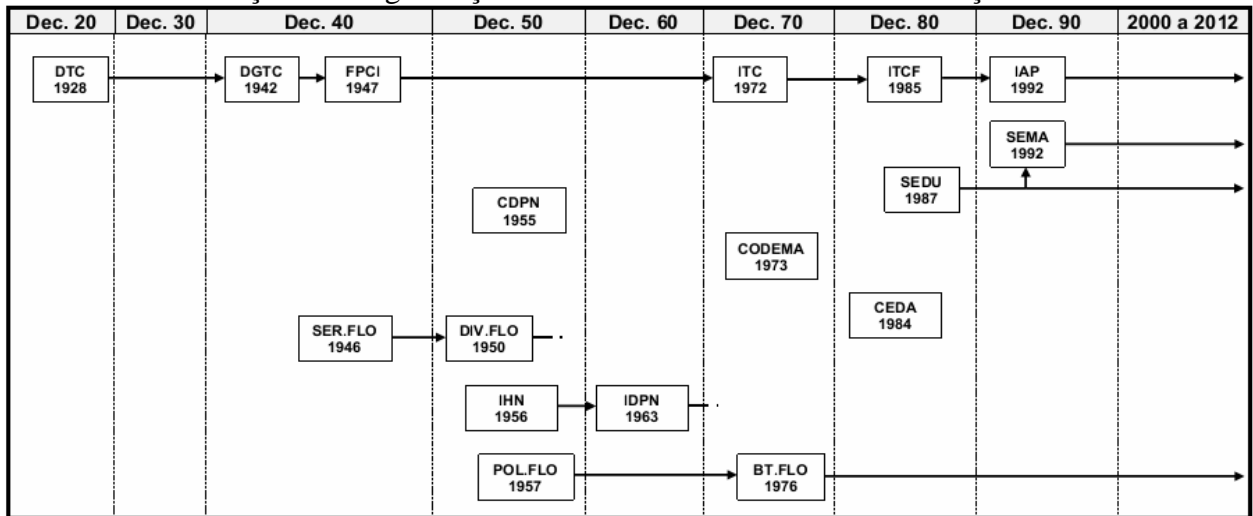 Dec. 20 Dec. 30 Dec. 40 Dec. 50 Dec. 60 Dec. 70 Dec. 80 Dec. 90 2000 a 2012
DTC
1928
DGTC
1942
FPCI
1947
ITC
1972
ITCF
1985
IAP
1992
SEMA
1992
SEDU
1987
CDPN
1955
CODEMA
1973
CEDA
1984
SER.FLO
1946
DIV.FLO
1950
IHN
1956
IDPN
1963
POL.FLO
1957
BT.FLO
1976